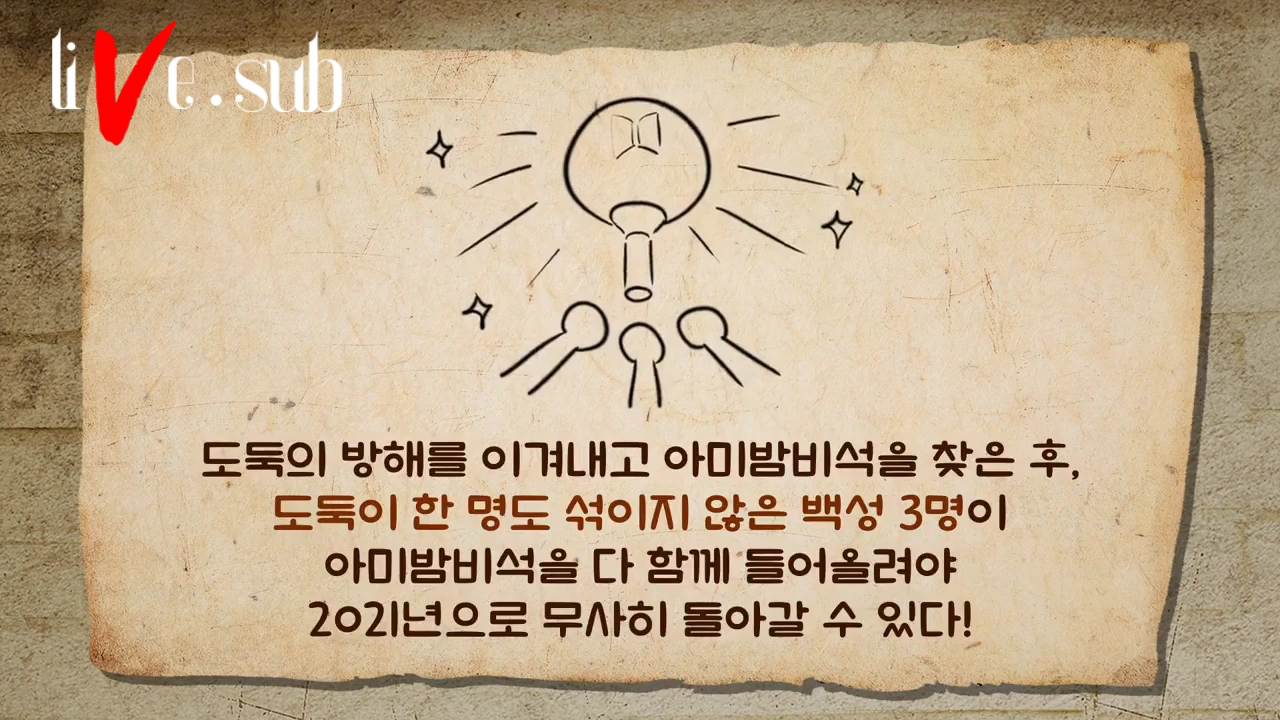 liVe.sub
도둑의 방해를 이겨내고 아미밤비석을 찾은 후,
도둑이 한 명도 섞이지 않은 백성 3명이
아미밤비석을 다 함께 들어올려야
2021년으로 무사히 돌아갈 수 있다!